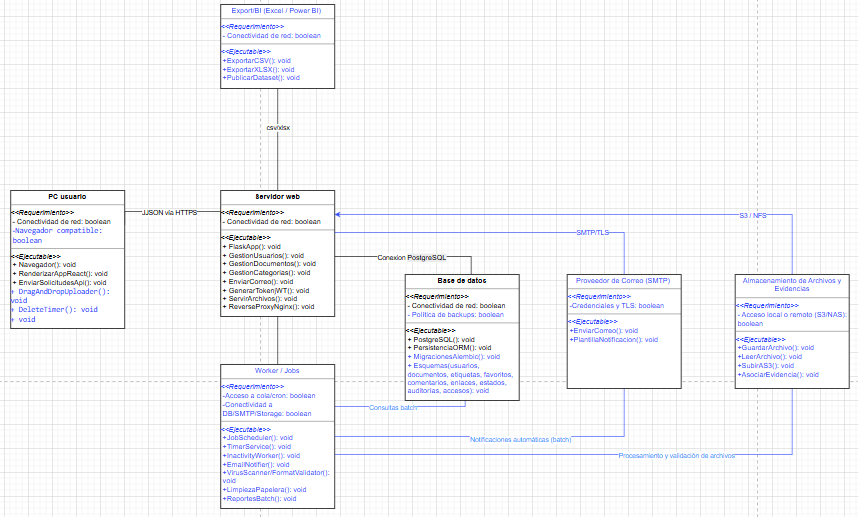 Export/BI (Excel / Power BI)
<<Requerimiento>>
- Conectividad de red: boolean
<<Ejecutable>>
+ExportarCSV(): void
+ExportarXLSX(): void
+PublicarDataset(): void
csv/xlsx
PC usuario
<<Requerimiento>>
- Conectividad de red: boolean
-Navegador compatible:
boolean
<<Ejecutable>>
+ Navegador(): void
+ RenderizarAppReact(): void
+ EnviarSolicitudesApi(): void
+ DragAndDropUploader():
void
+ DeleteTimer(): void
+ void
JJSON vía HTTPS
Servidor web
<<Requerimiento>>
- Conectividad de red: boolean
<<Ejecutable>>
+ FlaskApp(): void
+ GestionUsuarios(): void
+ GestionDocumentos(): void
+ GestionCategorias(): void
+ EnviarCorreo(): void
+ GenerarTokenjWT(): void
+ ServirArchivos(): void
+ ReverseProxyNginx(): void
S3 / NFS
SMTP/TLS
Conexion PostgreSQL
Base de datos
<<Requerimiento>>
- Conectividad de red: boolean
- Política de backups: boolean
<<Ejecutable>>
+ PostgreSQL(): void
+ PersistenciaORM(): void
+ MigracionesAlembic(): void
+ Esquemas(usuarios,
documentos, etiquetas, favoritos,
comentarios, enlaces, estados,
auditorias, accesos): void
Proveedor de Correo (SMTP)
<<Requerimiento>>
-Credenciales y TLS: boolean
<<Ejecutable>>
+EnviarCorreo(): void
+PlantillaNotificacion(): void
Almacenamiento de Archivos y
Evidencias
<<Requerimiento>>
- Acceso local o remoto (S3/NAS):
boolean
<<Ejecutable>>
+GuardarArchivo(): void
+LeerArchivo(): void
+SubirAS3(): void
+AsociarEvidencia(): void
Worker / Jobs
<<Requerimiento>>
-Acceso a cola/cron: boolean
-Conectividad a
DB/SMTP/Storage: boolean
<<Ejecutable>>
+JobScheduler(): void
+TimerService(): void
+InactivityWorker(): void
+EmailNotifier(): void
+VirusScanner/FormatValidator():
void
+LimpiezaPapelera(): void
+ReportesBatch(): void
Consultas batch
Notificaciones automáticas (batch)
Procesamiento y validación de archivos